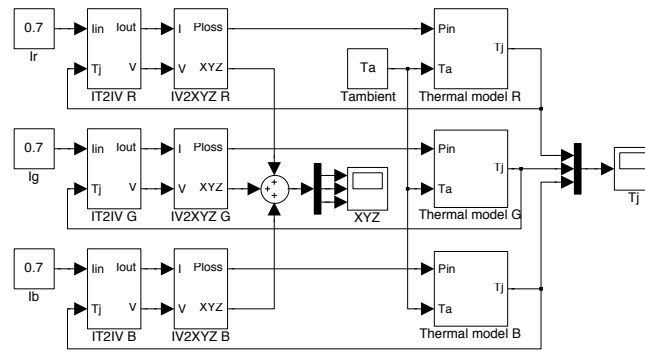 0.7
Ir
Iin
Tj
Iout
V
IT2IV R
I
V
Ploss
XYZ
IV2XYZ R
Ta
Tambient
Pin
Ta
Tj
Thermal model R
0.7
Ig
Iin
Tj
Iout
V
IT2IV G
I
V
Ploss
XYZ
IV2XYZ G
+
+
+
XYZ
Pin
Ta
Tj
Thermal model G
Tj
0.7
Ib
Iin
Tj
Iout
V
IT2IV B
I
V
Ploss
XYZ
IV2XYZ B
Pin
Ta
Tj
Thermal model B